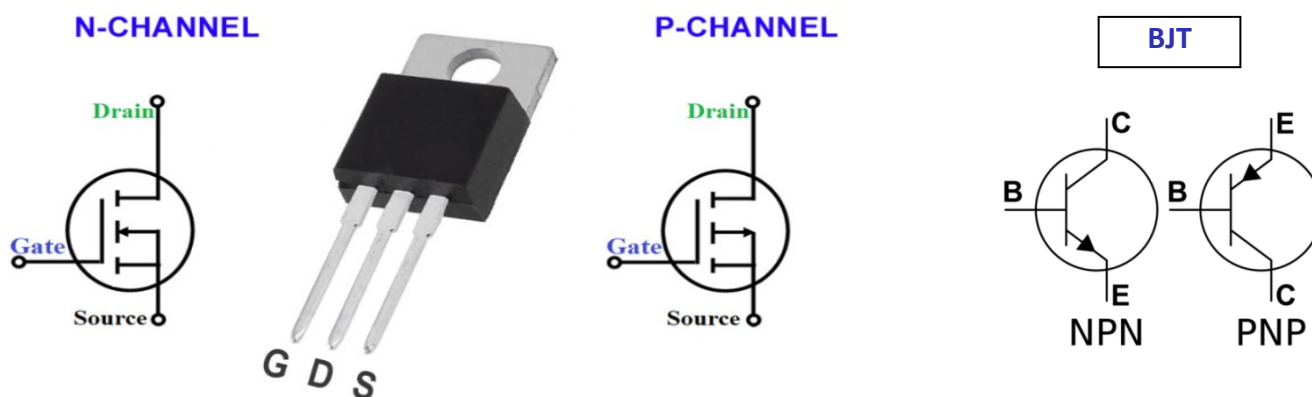 N-CHANNEL
Drain
Gate
Source
G D S
P-CHANNEL
Drain
Gate
Source
BJT
C
B
E
NPN
E
B
C
PNP